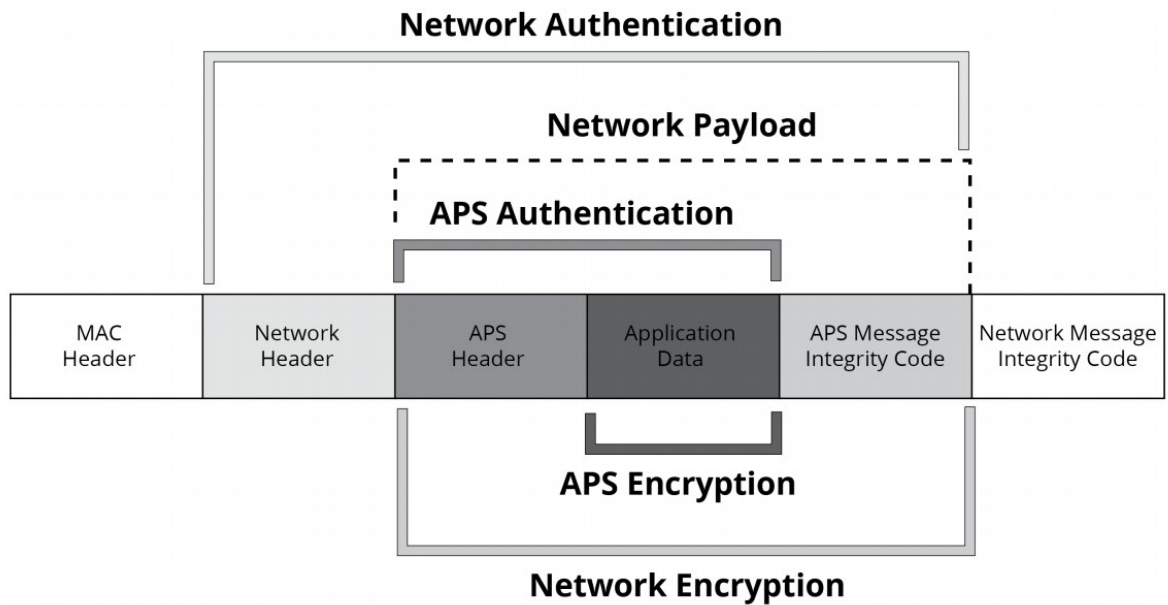 Network Authentication
Network Payload
APS Authentication
MAC
Header
Network
Header
APS
Header
Application
Data
APS Message
Integrity Code
Network Message
Integrity Code
APS Encryption
Network Encryption